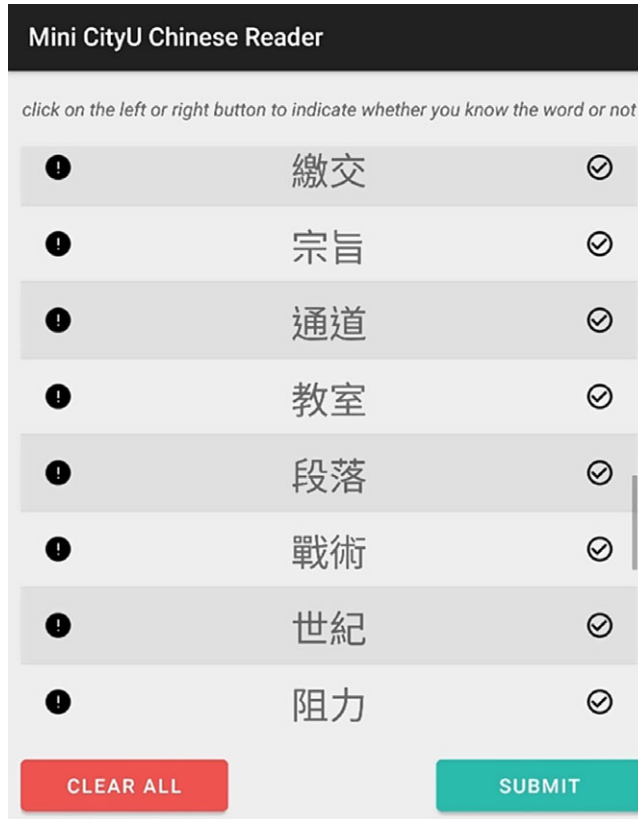 Mini CityU Chinese Reader
click on the left or right button to indicate whether you know the word or not
繳交
宗旨
通道
教室
段落
戰術
世紀
阻力
CLEAR ALL
SUBMIT